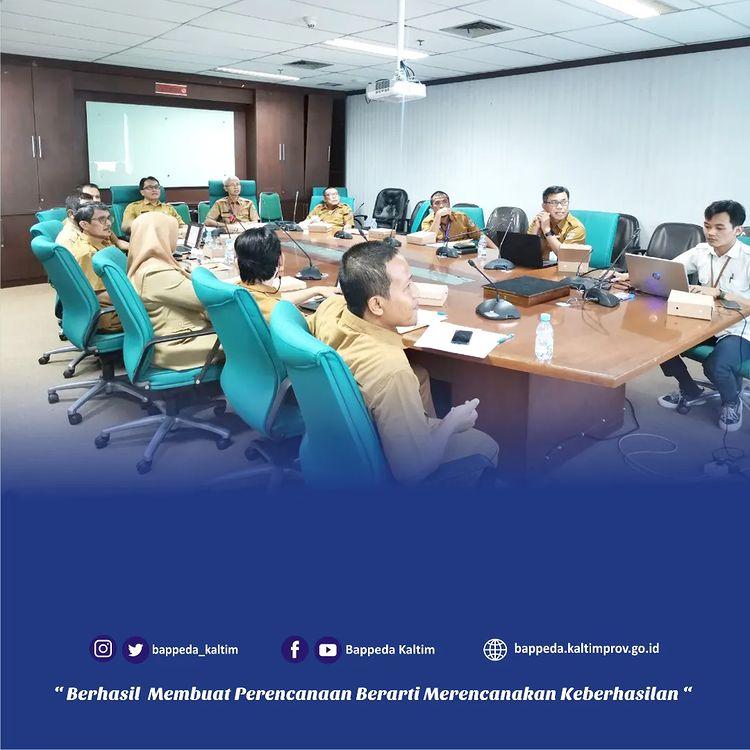 bappeda_kaltim
Bappeda Kaltim
bappeda.kaltimprov.go.id
“ Berhasil Membuat Perencanaan Berarti Merencanakan Keberhasilan “